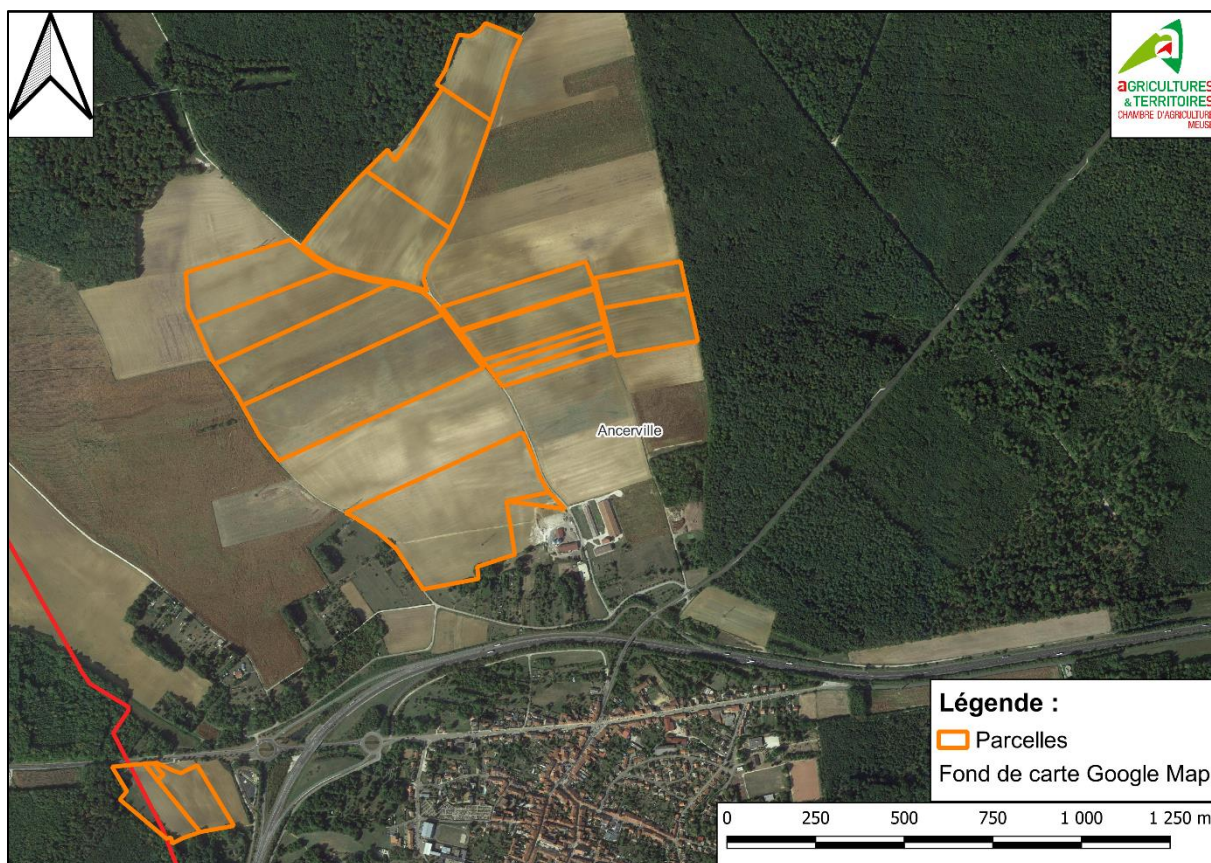 a
aGRICULTURES
& TERRITOIRES
CHAMBRE D'AGRICULTURE
MEUSE
Ancerville
Légende :
Parcelles
Fond de carte Google Map
0 250 500 750 1 000 1 250 m